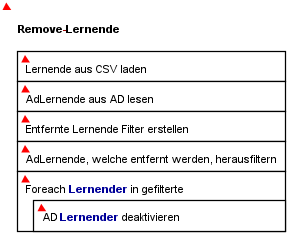 Remove-Lernende
Lernende aus CSV laden
AdLernende aus AD lesen
Entfernte Lernende Filter erstellen
AdLernende, welche entfernt werden, herausfiltern
Foreach Lernender in gefilterte
AD Lernender deaktivieren